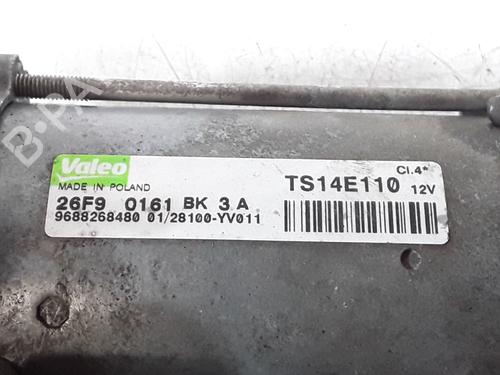 Valeo
MADE IN POLAND
Cl.4*
TS14E110 12V
26F9 0161 BK 3 A
9688268480 01/28100-YV011
B-PA